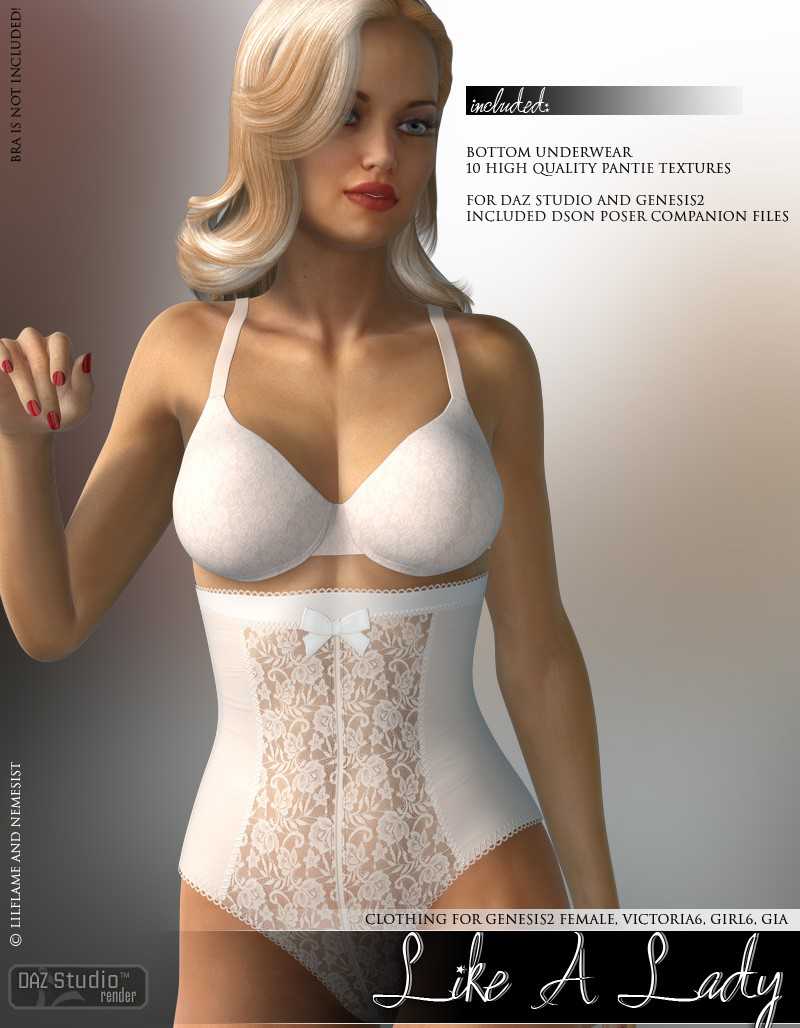 BRA IS NOT INCLUDED!
included:
BOTTOM UNDERWEAR
10 HIGH QUALITY PANTIE TEXTURES
FOR DAZ STUDIO AND GENESIS2
INCLUDED DSON POSER COMPANION FILES
© LILFLAME AND NEMESIST
CLOTHING FOR GENESIS2 FEMALE, VICTORIA6, GIRL6, GIA
Like A Lady
DAZ Studio™
render